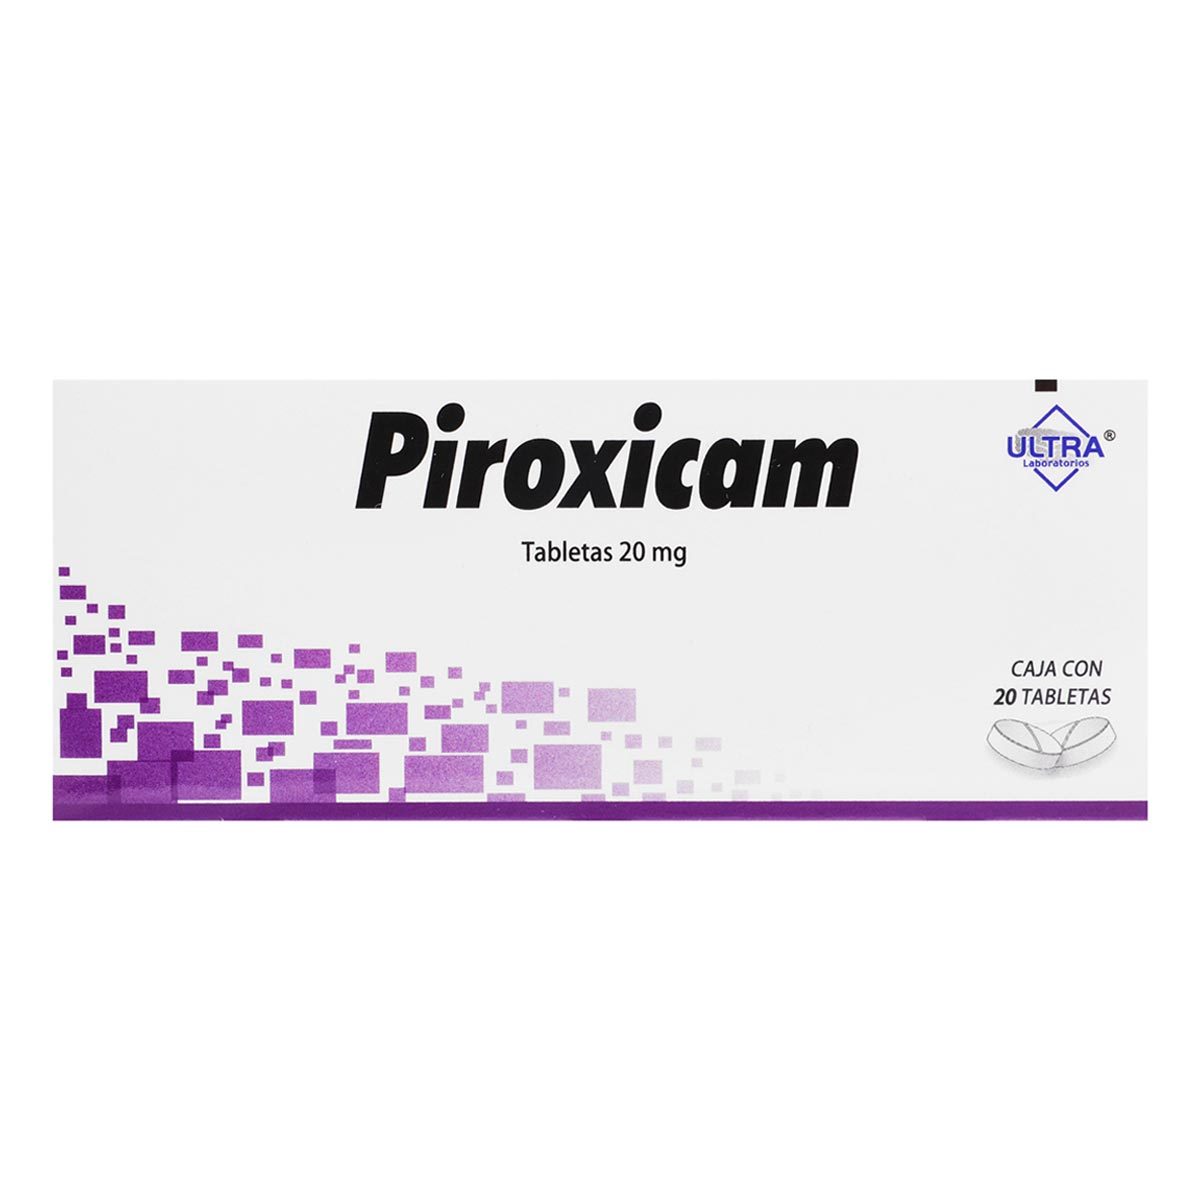 Piroxicam
Tabletas 20 mg
ULTRA®
Laboratorios
CAJA CON
20 TABLETAS